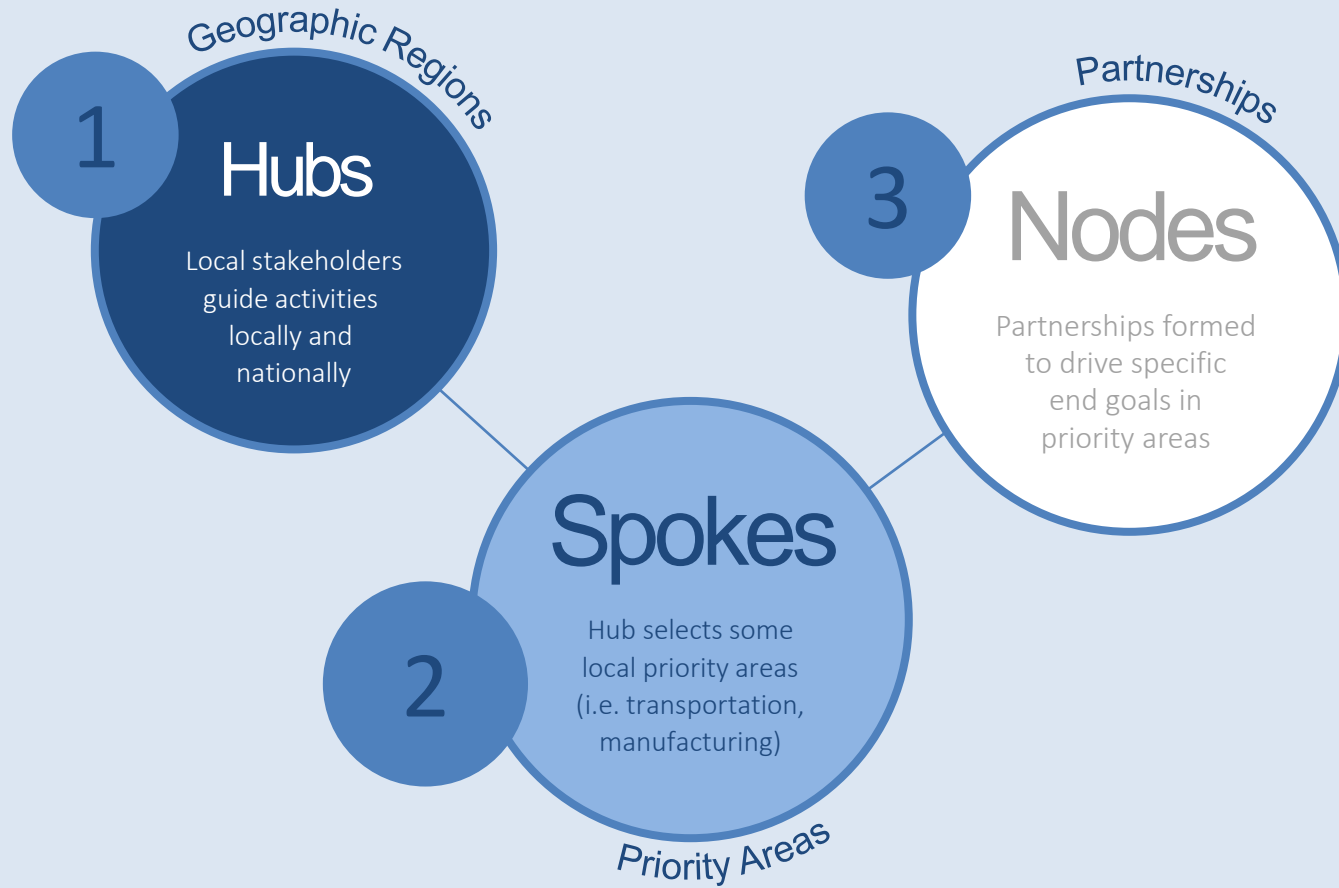 Geographic Regions
1
Hubs
Local stakeholders
guide activities
locally and
nationally
2
Spokes
Hub selects some
local priority areas
(i.e. transportation,
manufacturing)
Priority Areas
Partnerships
3
Nodes
Partnerships formed
to drive specific
end goals in
priority areas